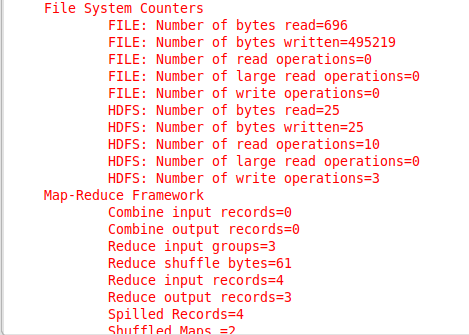 File System Counters
FILE: Number of bytes read=696
FILE: Number of bytes written=495219
FILE: Number of read operations=0
FILE: Number of large read operations=0
FILE: Number of write operations=0
HDFS: Number of bytes read=25
HDFS: Number of bytes written=25
HDFS: Number of read operations=10
HDFS: Number of large read operations=0
HDFS: Number of write operations=3
Map-Reduce Framework
Combine input records=0
Combine output records=0
Reduce input groups=3
Reduce shuffle bytes=61
Reduce input records=4
Reduce output records=3
Spilled Records=4
Shuffled Maps =2